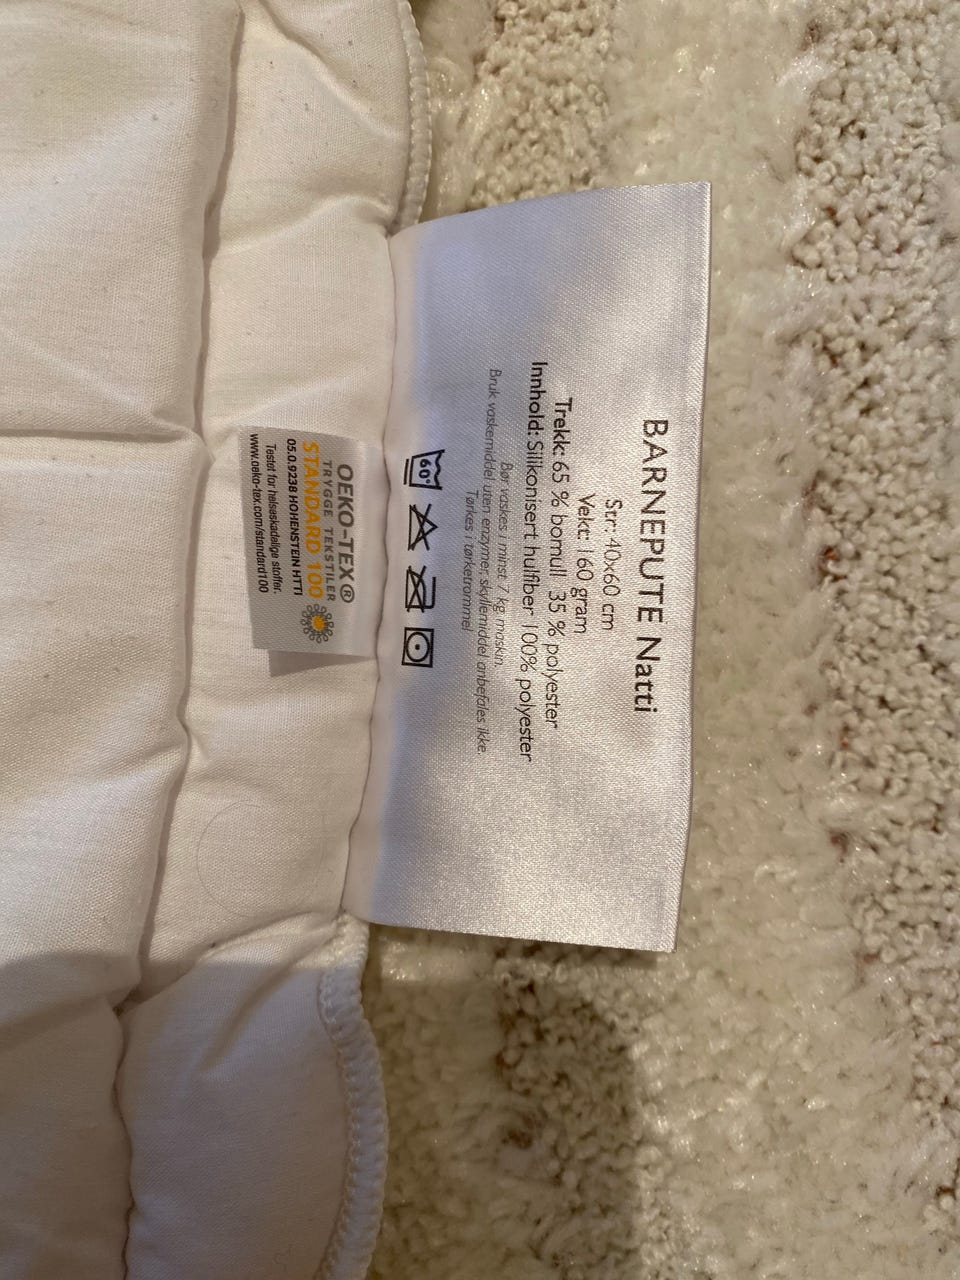 BARNEPUTE Natti
Str: 40x60 cm
Vekt: 160 gram
Trekk: 65 % bomull 35 % polyester
Innhold: Silikonisert hulfiber 100% polyester
Bør vaskes i minst 7 kg maskin.
Bruk vaskemiddel uten enzymer, skyllemiddel anbefales ikke.
Tørkes i tørketrommel
60°
OEKO-TEX®
TRYGGE TEKSTILER
STANDARD 100
05.0.9238 HOHENSTEIN HTTI
Testet for helseskadelige stoffer.
www.oeko-tex.com/standard100